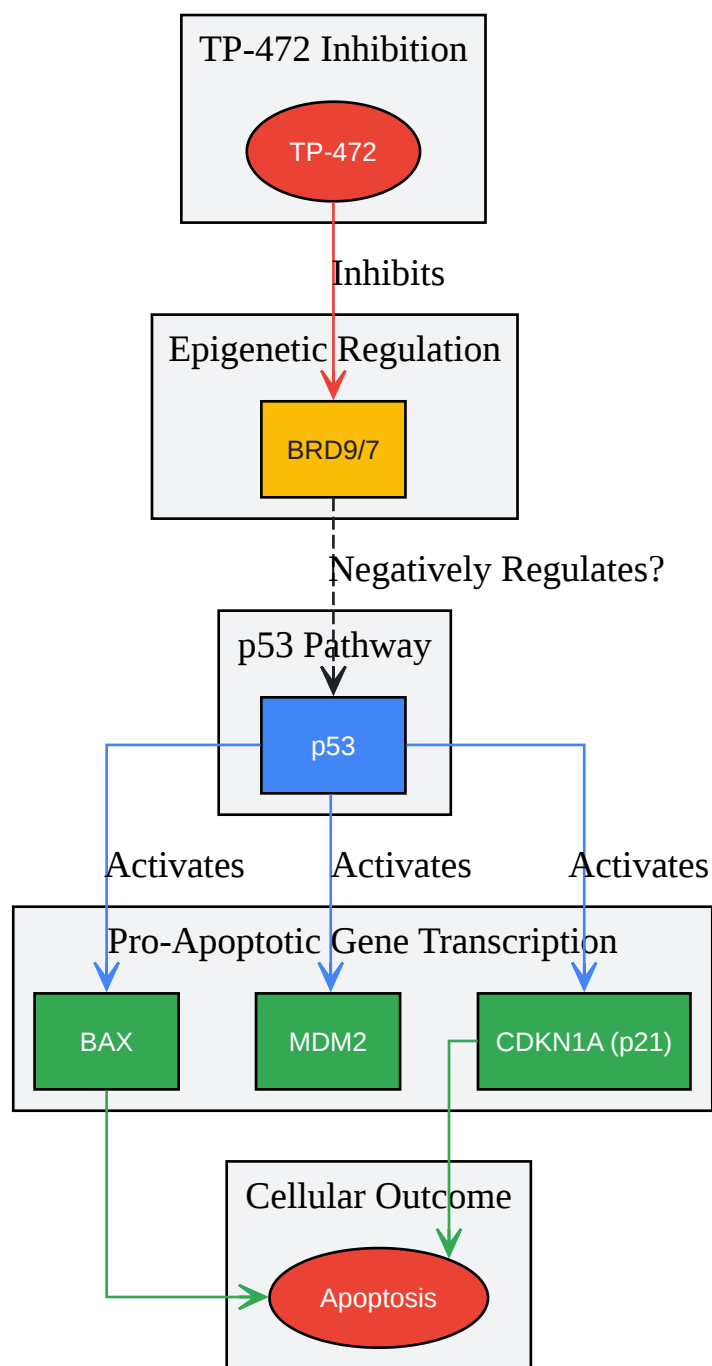 TP-472 Inhibition
TP-472
Inhibits
Epigenetic Regulation
BRD9/7
Negatively Regulates?
p53 Pathway
p53
Activates
Activates
Activates
Pro-Apoptotic Gene Transcription
BAX
MDM2
CDKN1A (p21)
Cellular Outcome
Apoptosis